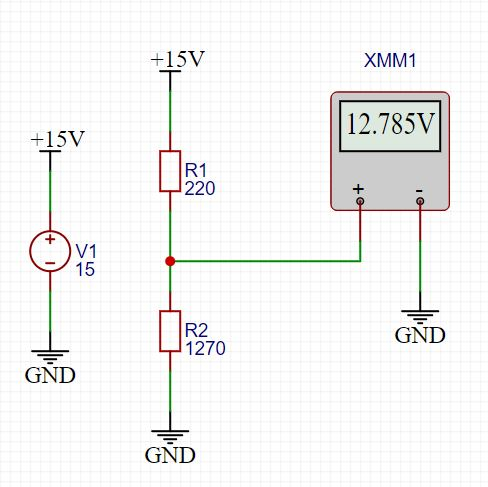 +15V
XMM1
12.785V
+ -
+15V
R1
220
+
-
V1
15
R2
1270
GND
GND
GND